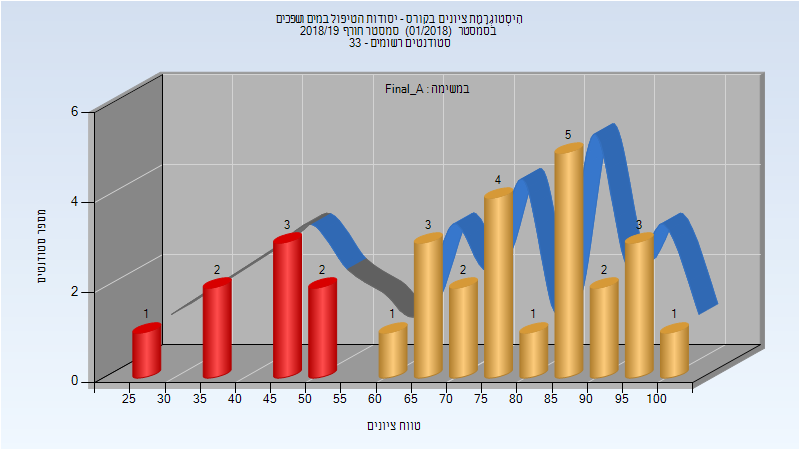 היסטוגרמת ציונים בקורס - יסודות הטיפול במים ושפכים
בסמסטר (01/2018) סמסטר חורף 2018/19
סטודנטים רשומים - 33
במשימה : Final_A
מספר סטודנטים
6
4
2
0
1
2
3
2
1
3
2
4
1
5
2
3
1
25 30 35 40 45 50 55 60 65 70 75 80 85 90 95 100
טווח ציונים